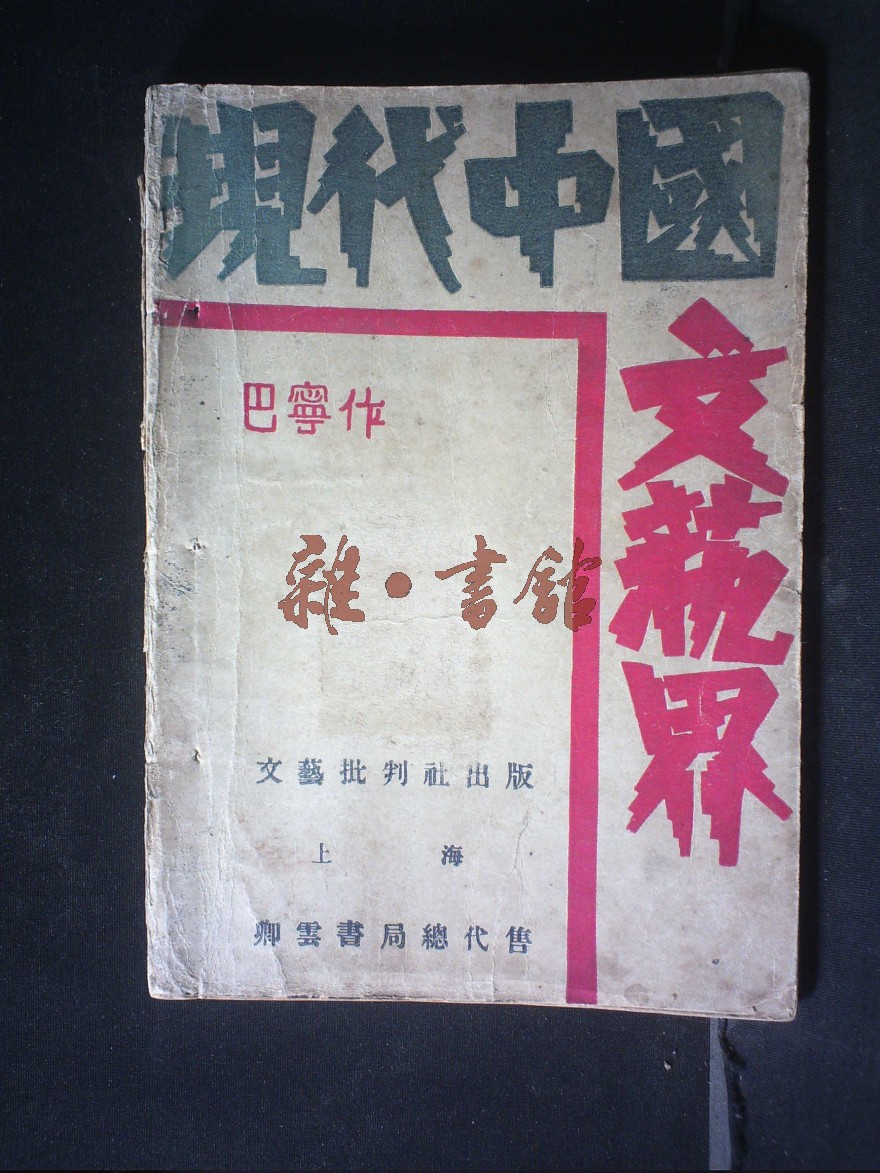 現代中國
文藝界
巴寧作
雜·書館
文藝批判社出版
上海
卿雲書局總代售